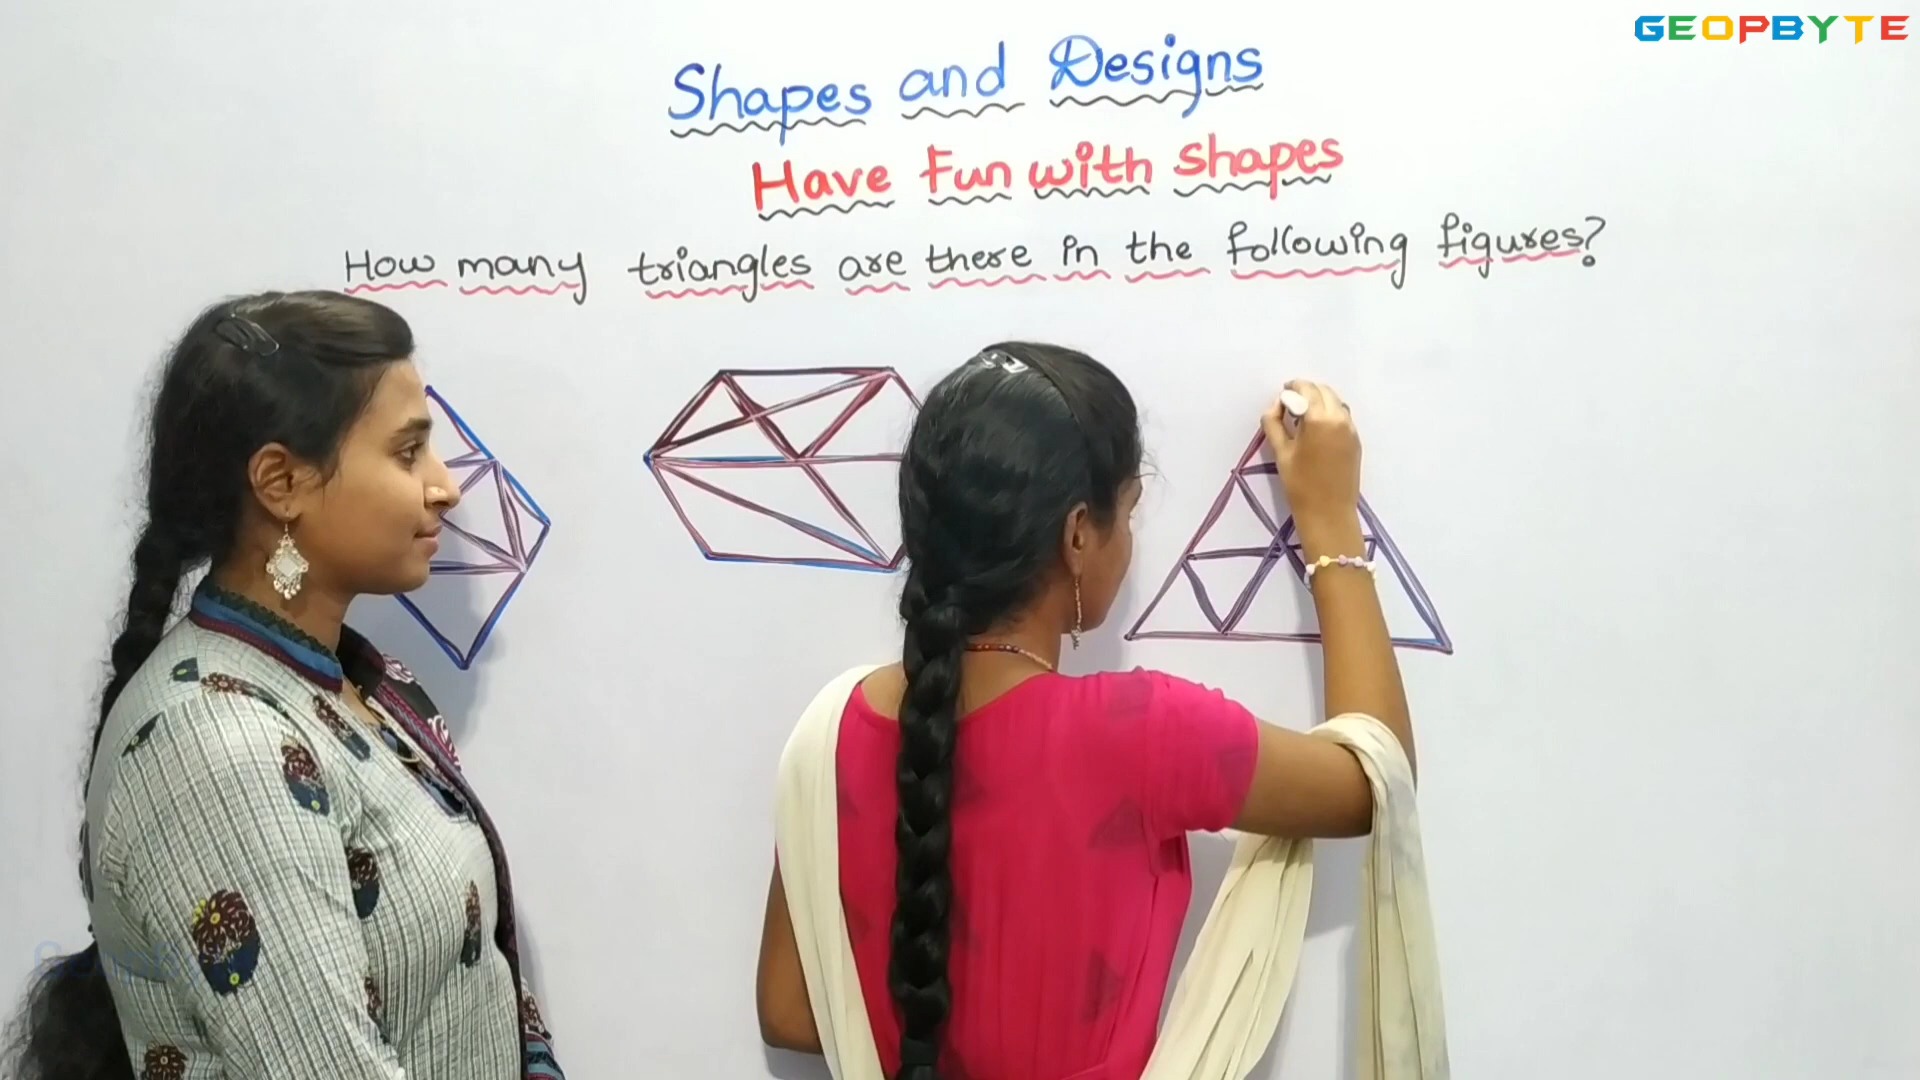 GEOPBYTE
Shapes and Designs
Have Fun with shapes
How many triangles are there in the following figures?